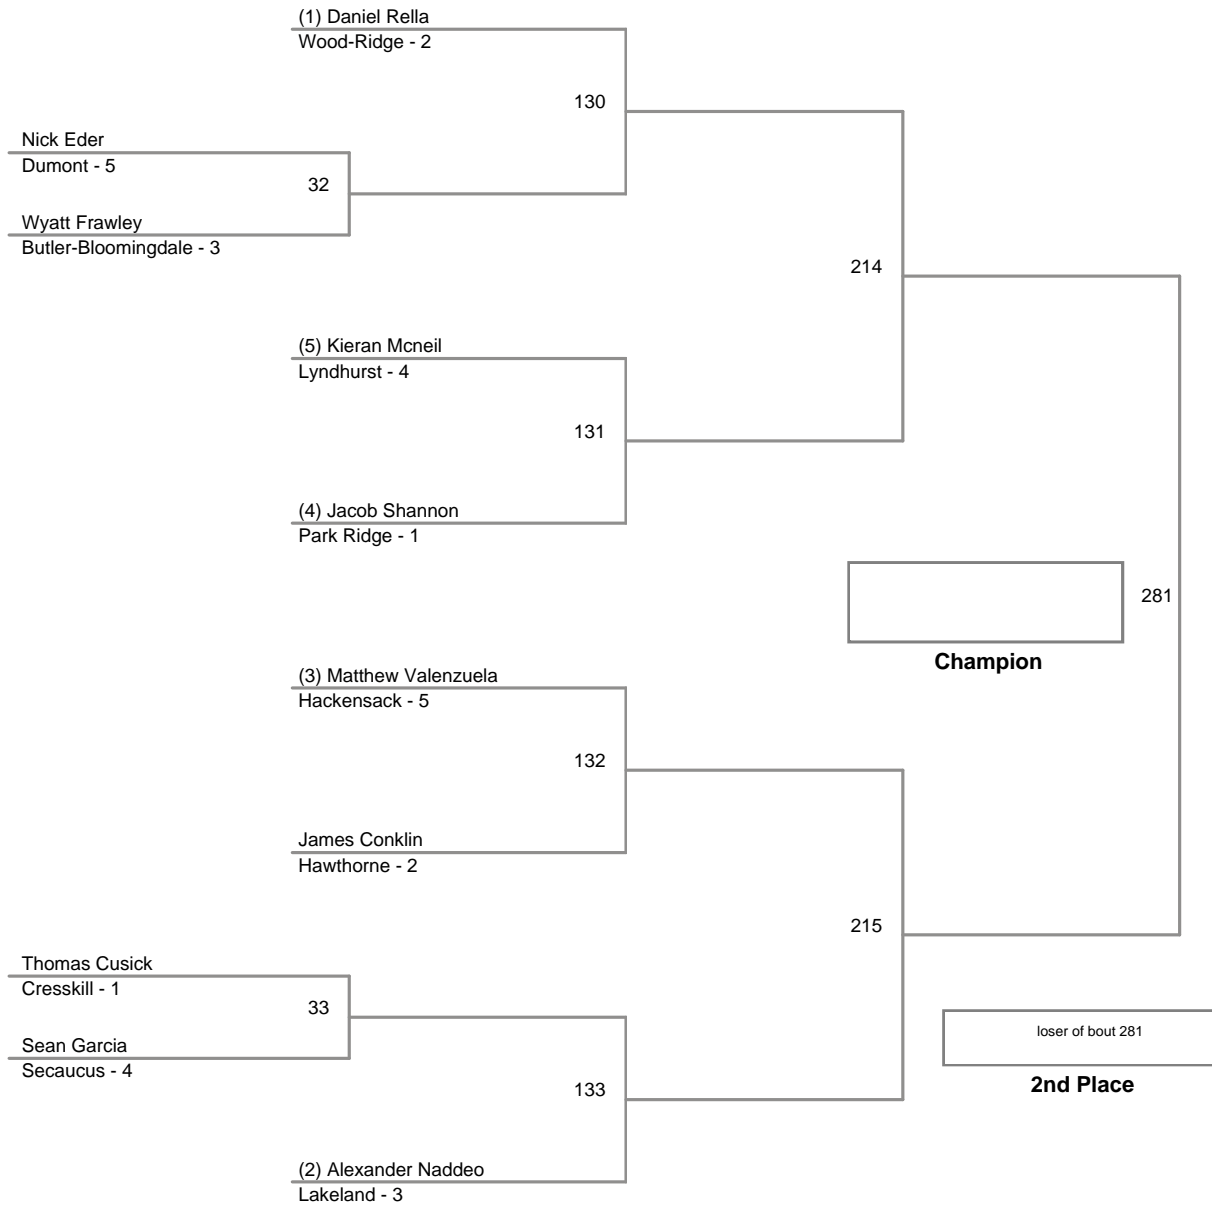 (1) Daniel Rella
Wood-Ridge - 2
130
Nick Eder
Dumont - 5
32
Wyatt Frawley
Butler-Bloomingdale - 3
214
(5) Kieran Mcneil
Lyndhurst - 4
131
(4) Jacob Shannon
Park Ridge - 1
281
Champion
(3) Matthew Valenzuela
Hackensack - 5
132
James Conklin
Hawthorne - 2
215
Thomas Cusick
Cresskill - 1
33
Sean Garcia
Secaucus - 4
loser of bout 281
2nd Place
133
(2) Alexander Naddeo
Lakeland - 3